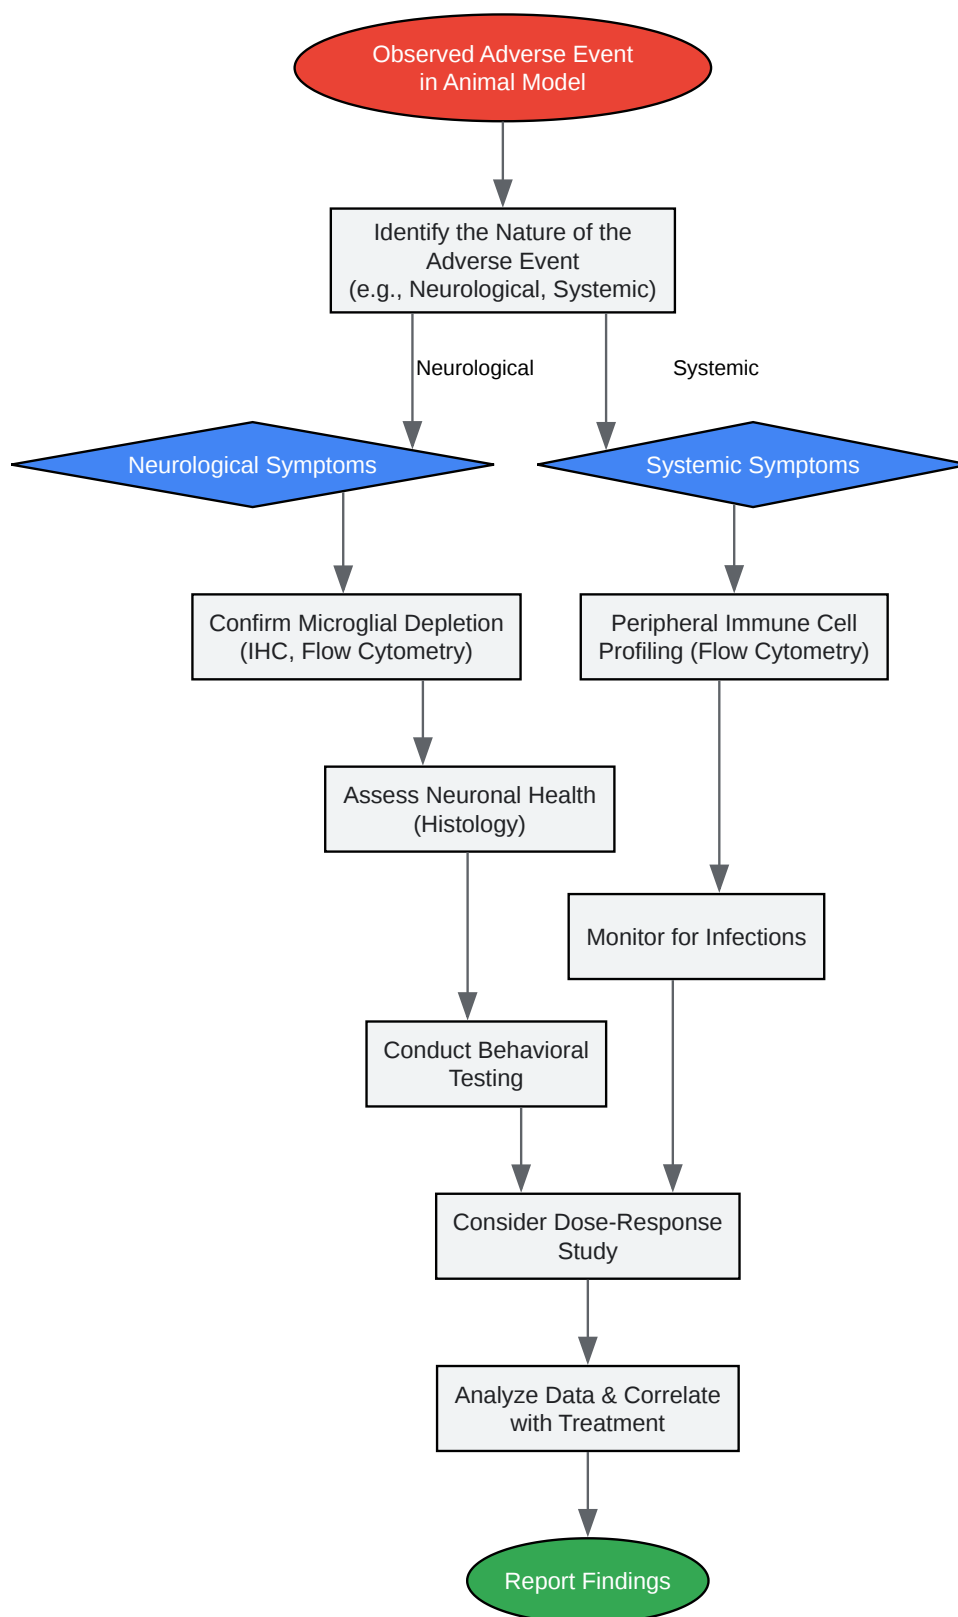 Observed Adverse Event
in Animal Model
Identify the Nature of the
Adverse Event
(e.g., Neurological, Systemic)
Neurological
Systemic
Neurological Symptoms
Systemic Symptoms
Confirm Microglial Depletion
(IHC, Flow Cytometry)
Peripheral Immune Cell
Profiling (Flow Cytometry)
Assess Neuronal Health
(Histology)
Monitor for Infections
Conduct Behavioral
Testing
Consider Dose-Response
Study
Analyze Data & Correlate
with Treatment
Report Findings